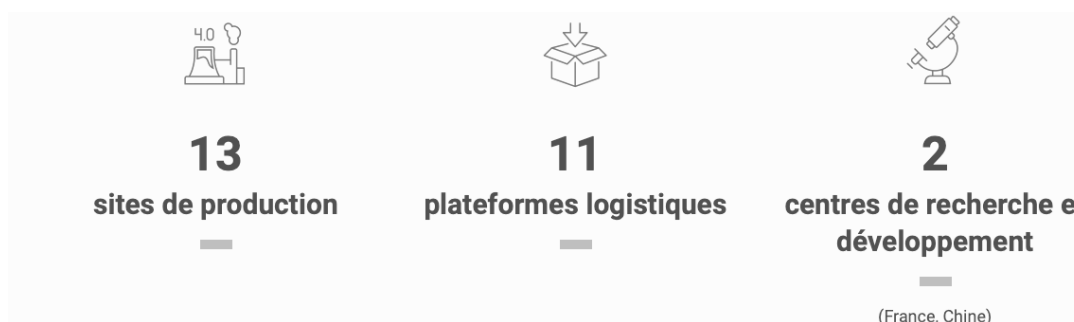 4.0
13
sites de production
11
plateformes logistiques
2
centres de recherche e
développement
(France, Chine)